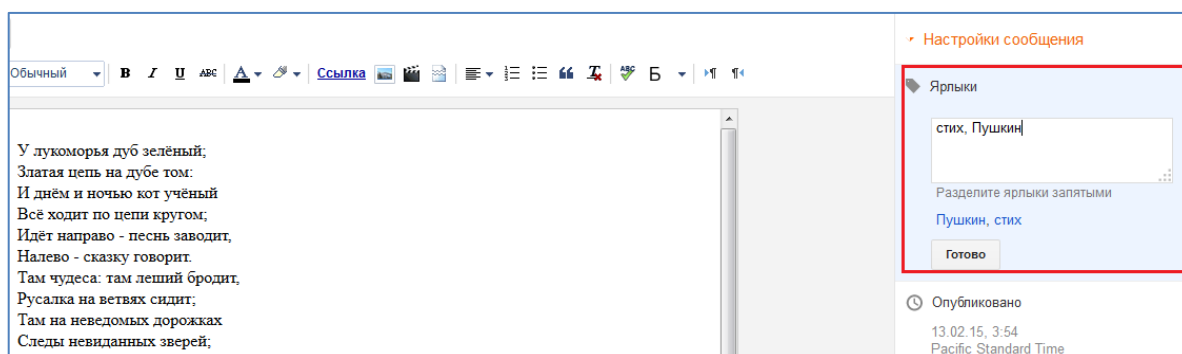 Обычный B I U ABC A Ссылка Б
У лукоморья дуб зелёный;
Златая цепь на дубе том:
И днём и ночью кот учёный
Всё ходит по цепи кругом;
Идёт направо - песнь заводит,
Налево - сказку говорит.
Там чудеса: там леший бродит,
Русалка на ветвях сидит;
Там на неведомых дорожках
Следы невиданных зверей;
Настройки сообщения
Ярлыки
стих, Пушкин
Разделите ярлыки запятыми
Пушкин, стих
Готово
Опубликовано
13.02.15, 3:54
Pacific Standard Time